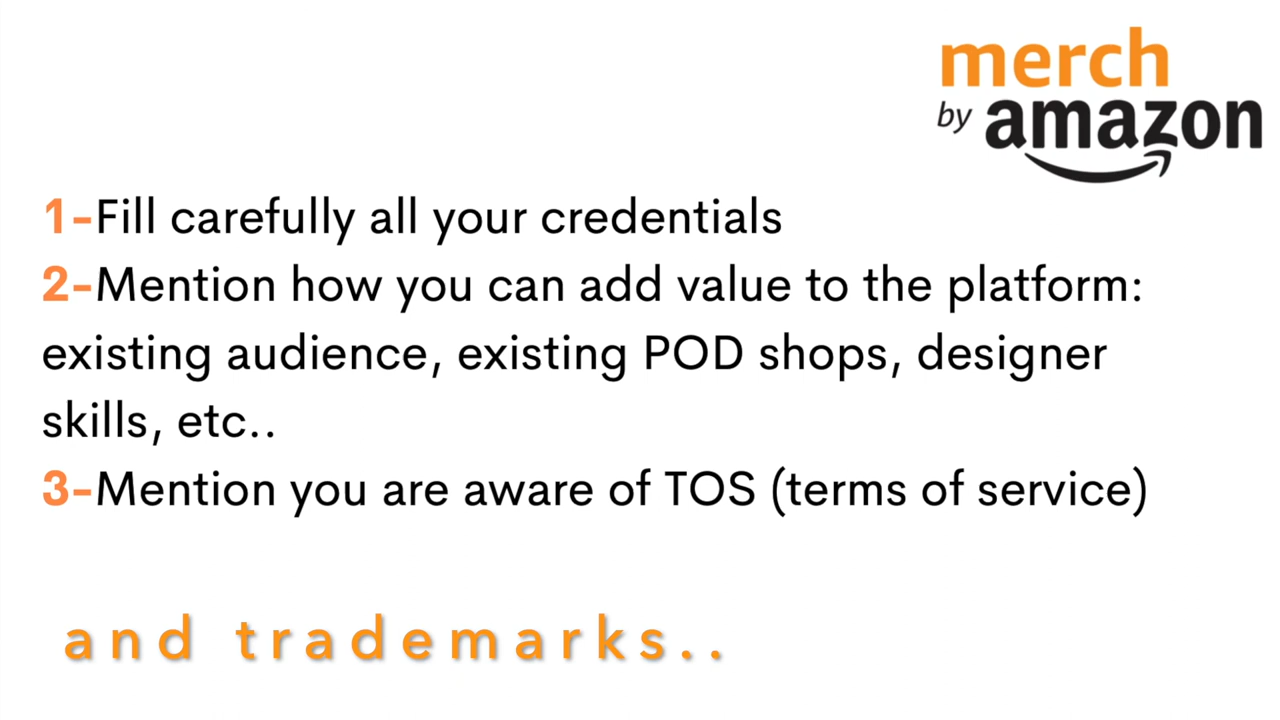 merch
by amazon
1-Fill carefully all your credentials
2-Mention how you can add value to the platform:
existing audience, existing POD shops, designer
skills, etc..
3-Mention you are aware of TOS (terms of service)
and trademarks..